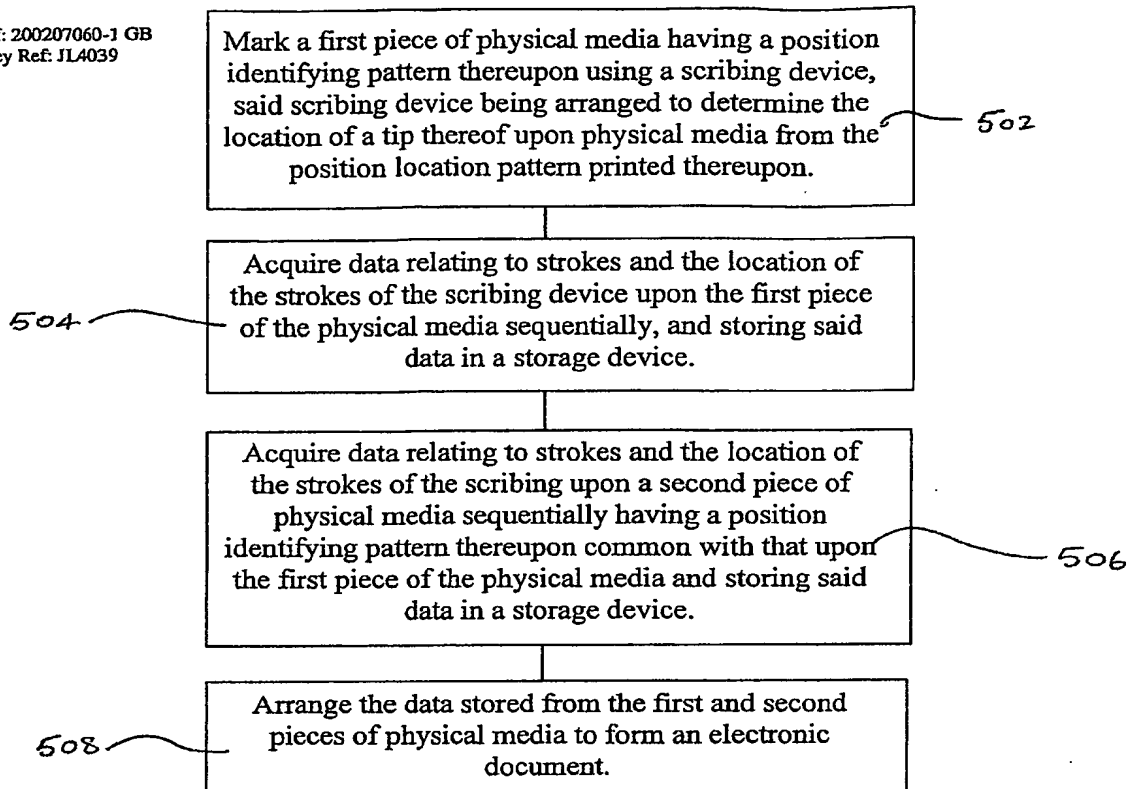 : 200207060-1 GB
ey Ref: JL4039
Mark a first piece of physical media having a position
identifying pattern thereupon using a scribing device,
said scribing device being arranged to determine the
location of a tip thereof upon physical media from the
position location pattern printed thereupon.
502
Acquire data relating to strokes and the location of
the strokes of the scribing device upon the first piece
of the physical media sequentially, and storing said
data in a storage device.
504
Acquire data relating to strokes and the location of
the strokes of the scribing upon a second piece of
physical media sequentially having a position
identifying pattern thereupon common with that upon
the first piece of the physical media and storing said
data in a storage device.
506
Arrange the data stored from the first and second
pieces of physical media to form an electronic
document.
508